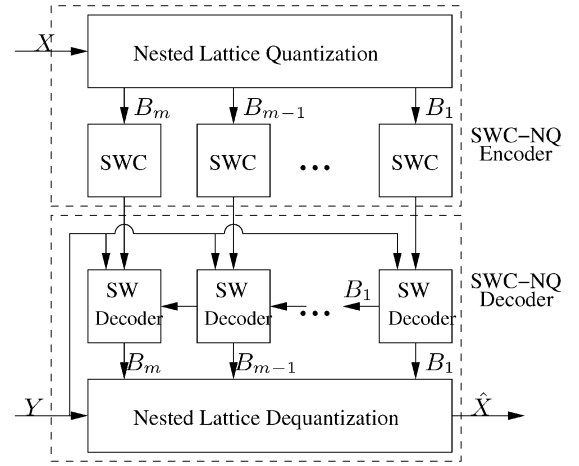 X
Nested Lattice Quantization
B_m B_{m-1} B_1
SWC SWC ... SWC
SWC-NQ
Encoder
SW
Decoder
SW
Decoder
... B_1
SW
Decoder
SWC-NQ
Decoder
B_m B_{m-1} B_1
Y
Nested Lattice Dequantization
X̂